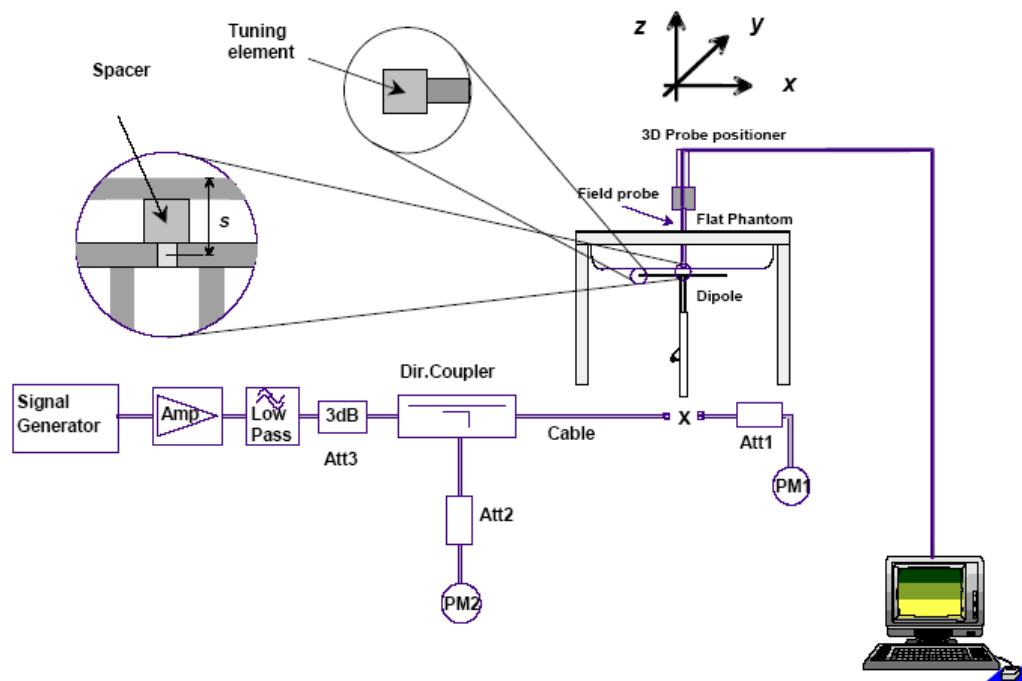 Tuning
element
Spacer
s
z
y
x
3D Probe positioner
Field probe
Flat Phantom
Dipole
Dir.Coupler
Signal
Generator
Amp
Low
Pass
3dB
Att3
Cable
X
Att1
PM1
Att2
PM2